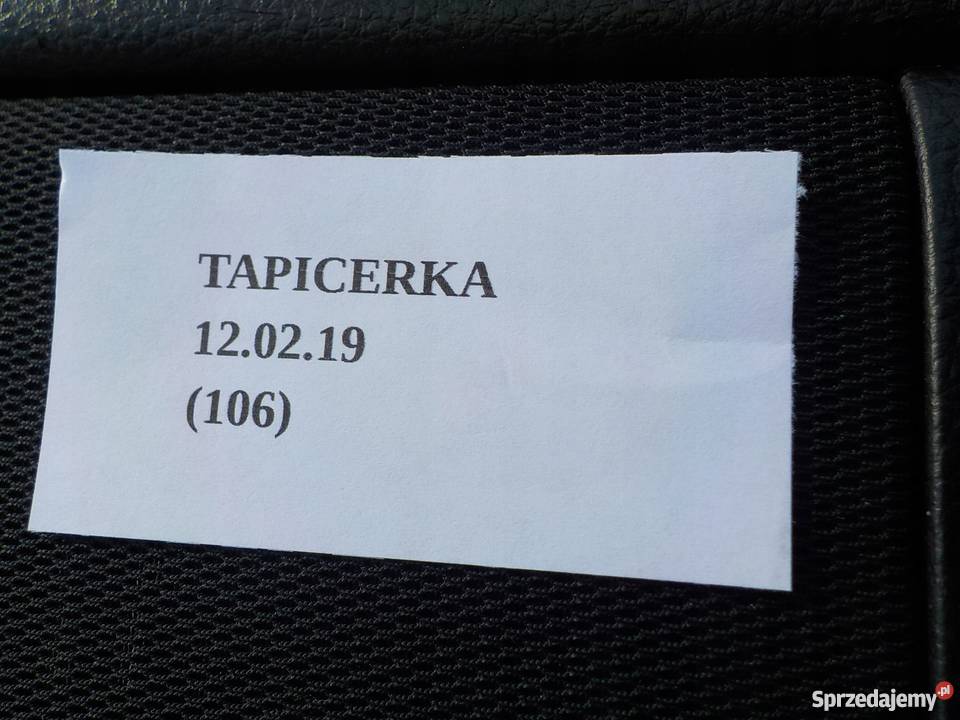 TAPICERKA
12.02.19
(106)
Sprzedajemy.pl